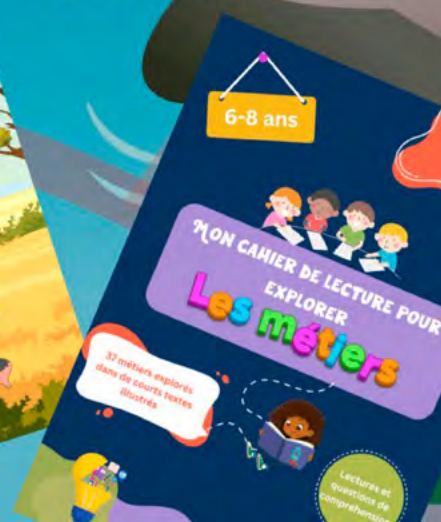 6-8 ans
MON CAHIER DE LECTURE POUR
EXPLORER
Les métiers
37 métiers explorés
dans de courts textes
illustrés
Lectures et
questions de
compréhension